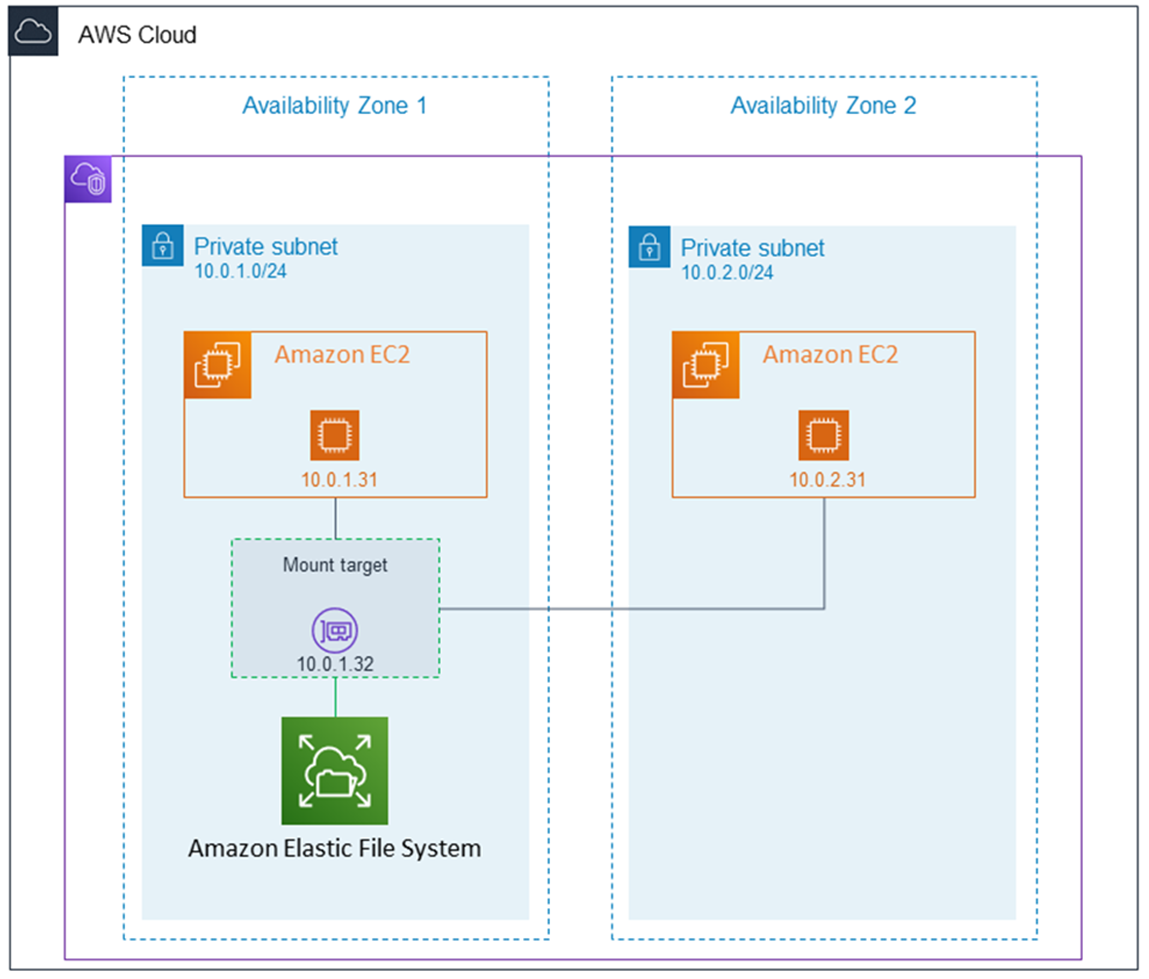 AWS Cloud
Availability Zone 1
Availability Zone 2
Private subnet
10.0.1.0/24
Private subnet
10.0.2.0/24
Amazon EC2
10.0.1.31
Amazon EC2
10.0.2.31
Mount target
10.0.1.32
Amazon Elastic File System